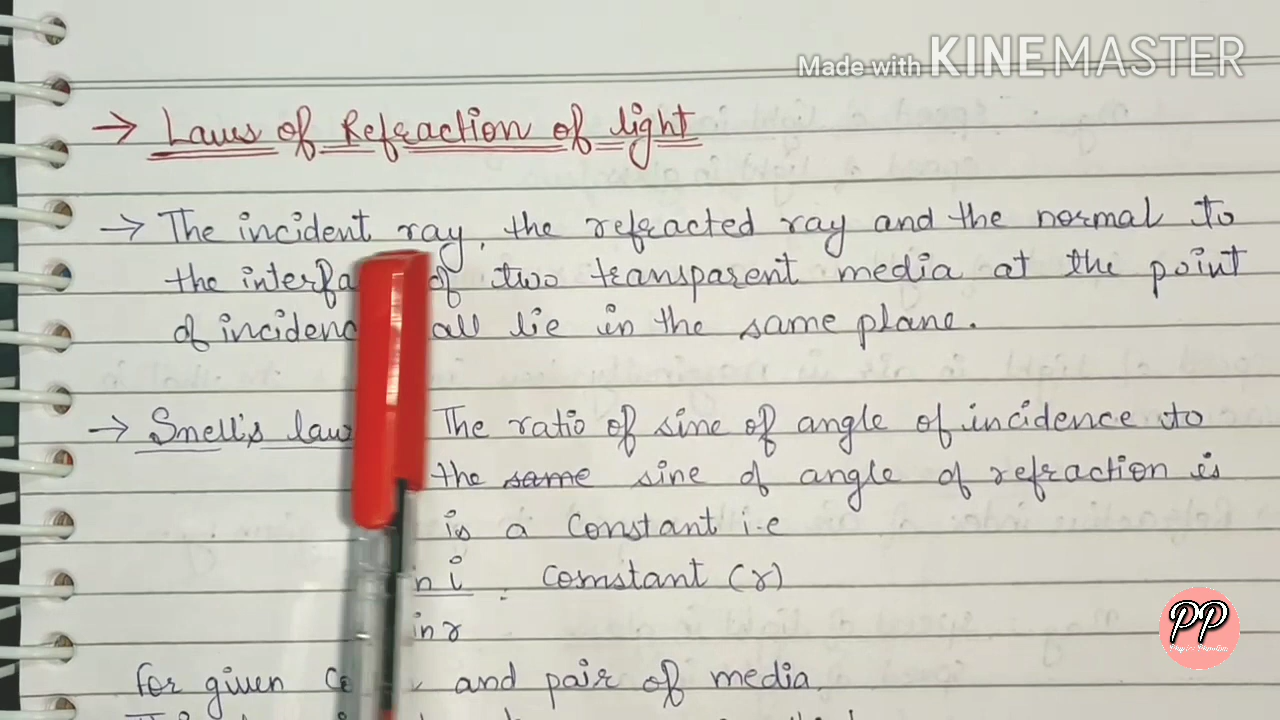 Made with KINEMASTER
→ Laws of Refraction of light
→ The incident ray, the refracted ray and the normal to
the interfa of two transparent media at the point
of incidenc all lie in the same plane.
→ Snell's law The ratio of sine of angle of incidence to
the same sine of angle of refraction is
is a constant i.e
n i constant (r)
in r
PP
for given and pair of media.